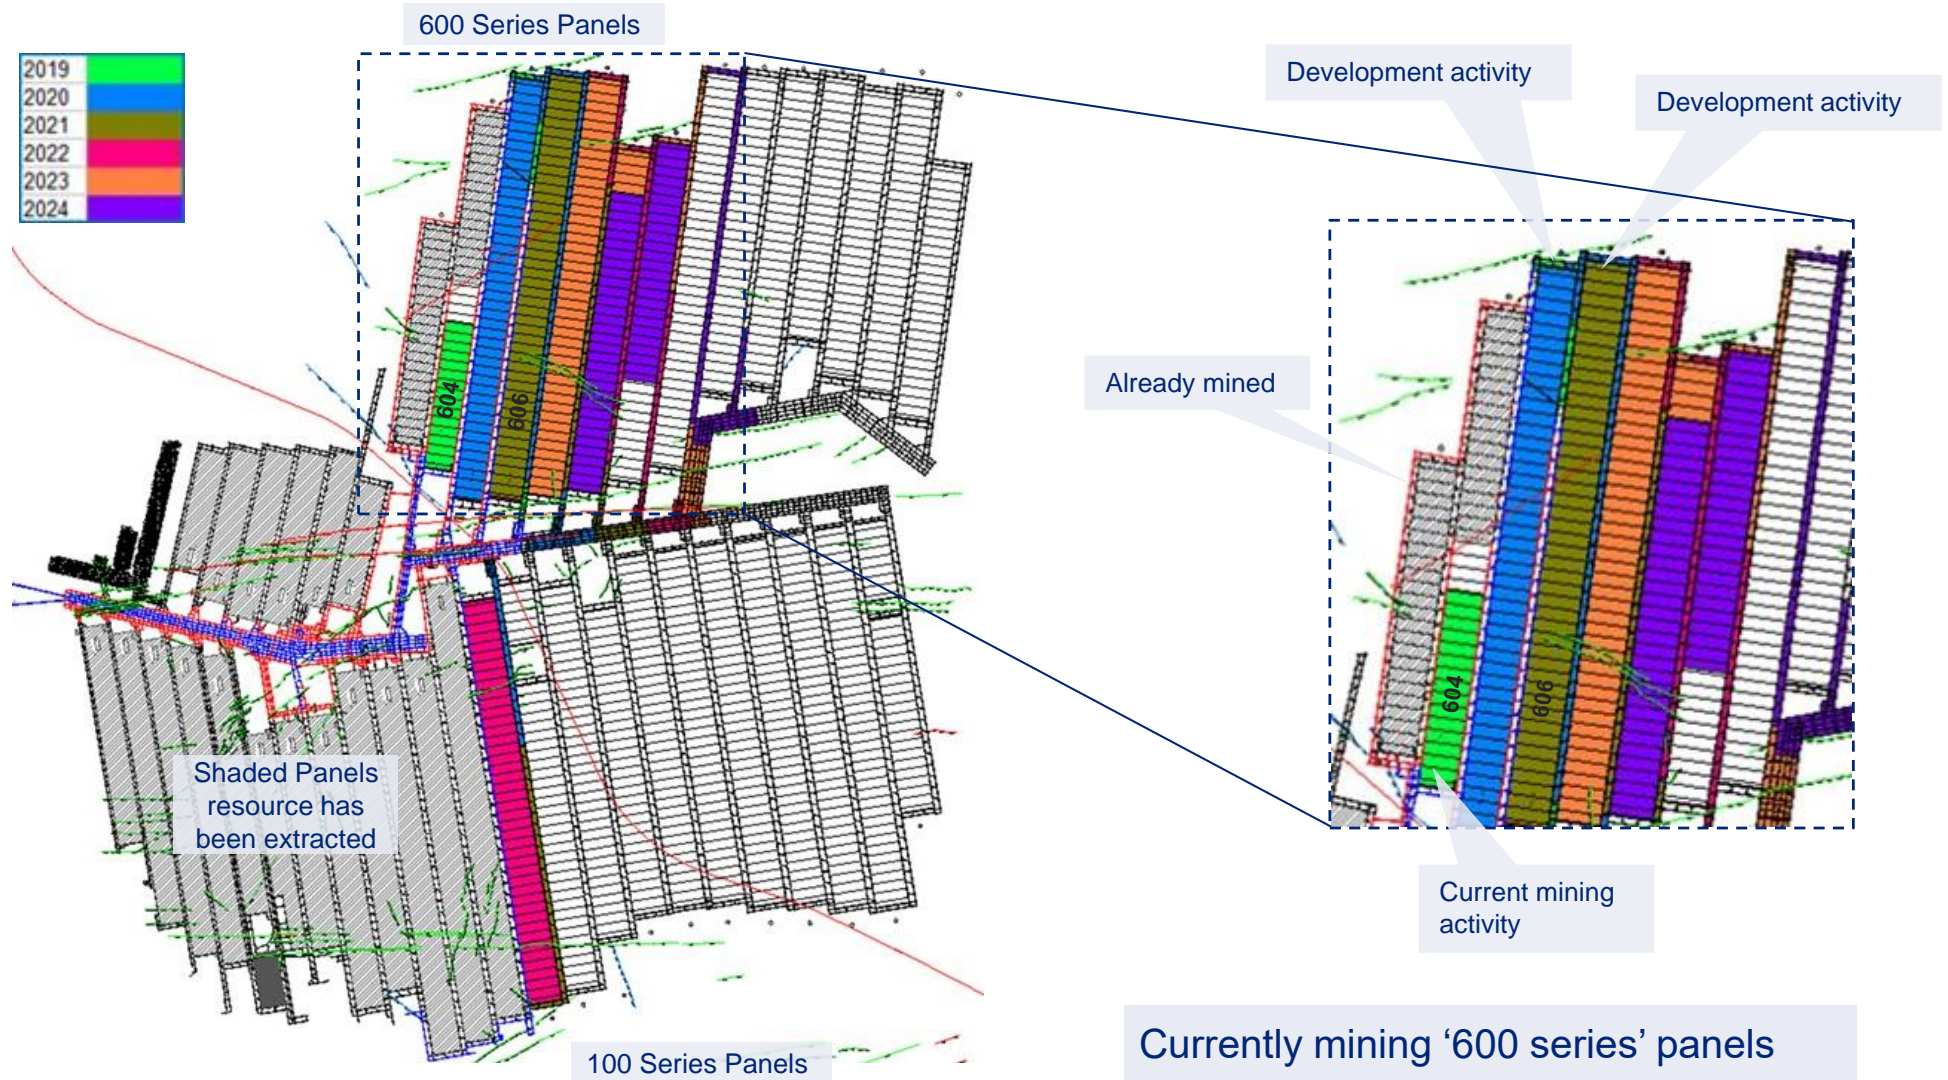 600 Series Panels
2019
2020
2021
2022
2023
2024
Development activity
Development activity
Already mined
604
606
604
606
Shaded Panels
resource has
been extracted
Current mining
activity
100 Series Panels
Currently mining ‘600 series’ panels